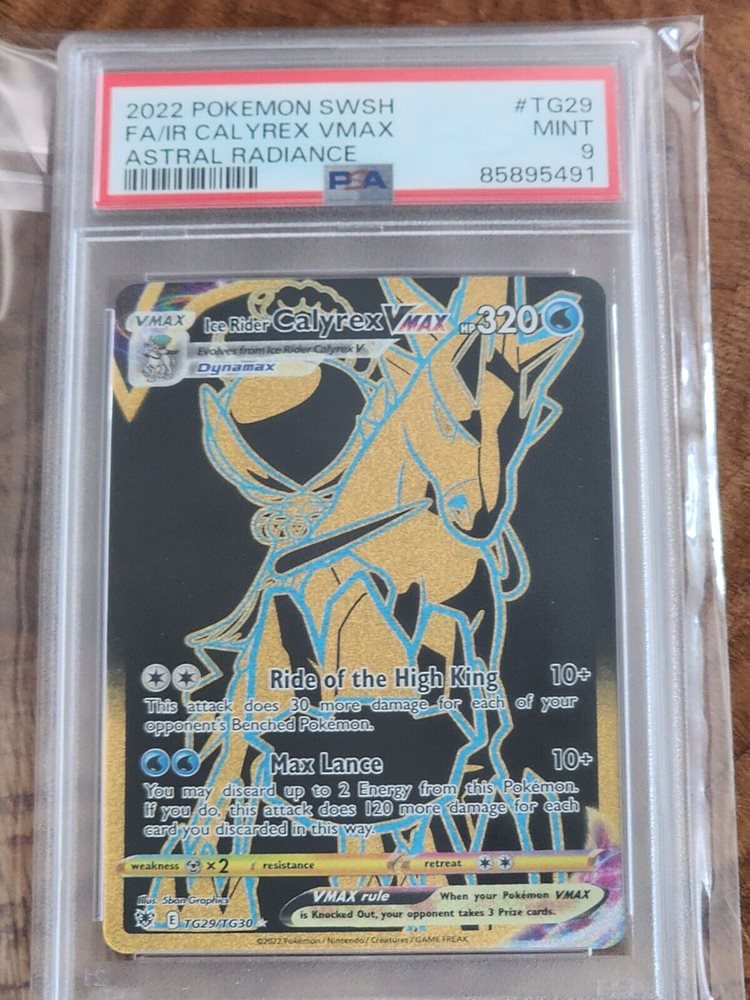 2022 POKEMON SWSH #TG29
FA/IR CALYREX VMAX MINT
ASTRAL RADIANCE 9
PSA 85895491
VMAX Ice Rider Calyrex VMAX HP 320
Evolves from Ice Rider Calyrex V
Dynamax
Ride of the High King 10+
This attack does 30 more damage for each of your
opponent's Benched Pokémon.
Max Lance 10+
You may discard up to 2 Energy from this Pokémon.
If you do, this attack does 120 more damage for each
card you discarded in this way.
weakness ×2 resistance retreat
Illus. 5ban Graphics
VMAX rule When your Pokémon VMAX
is Knocked Out, your opponent takes 3 Prize cards.
E TG29/TG30
©2022 Pokémon / Nintendo / Creatures / GAME FREAK